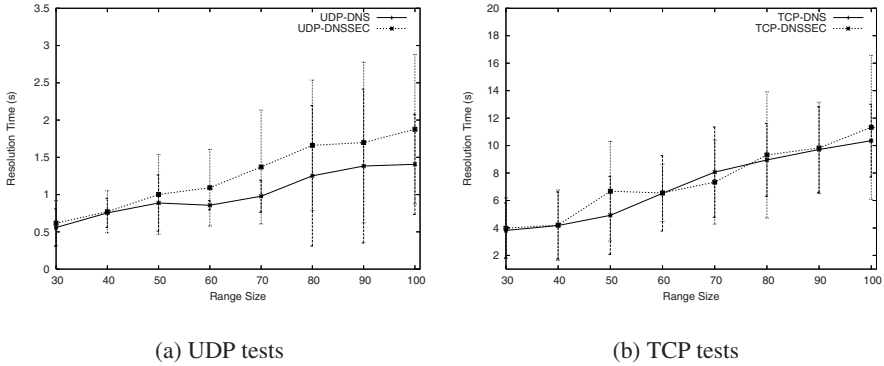 3.5
3
2.5
2
1.5
1
0.5
0
Resolution Time (s)
UDP-DNS
UDP-DNSSEC
30 40 50 60 70 80 90 100
Range Size
(a) UDP tests
20
18
16
14
12
10
8
6
4
2
Resolution Time (s)
TCP-DNS
TCP-DNSSEC
30 40 50 60 70 80 90 100
Range Size
(b) TCP tests